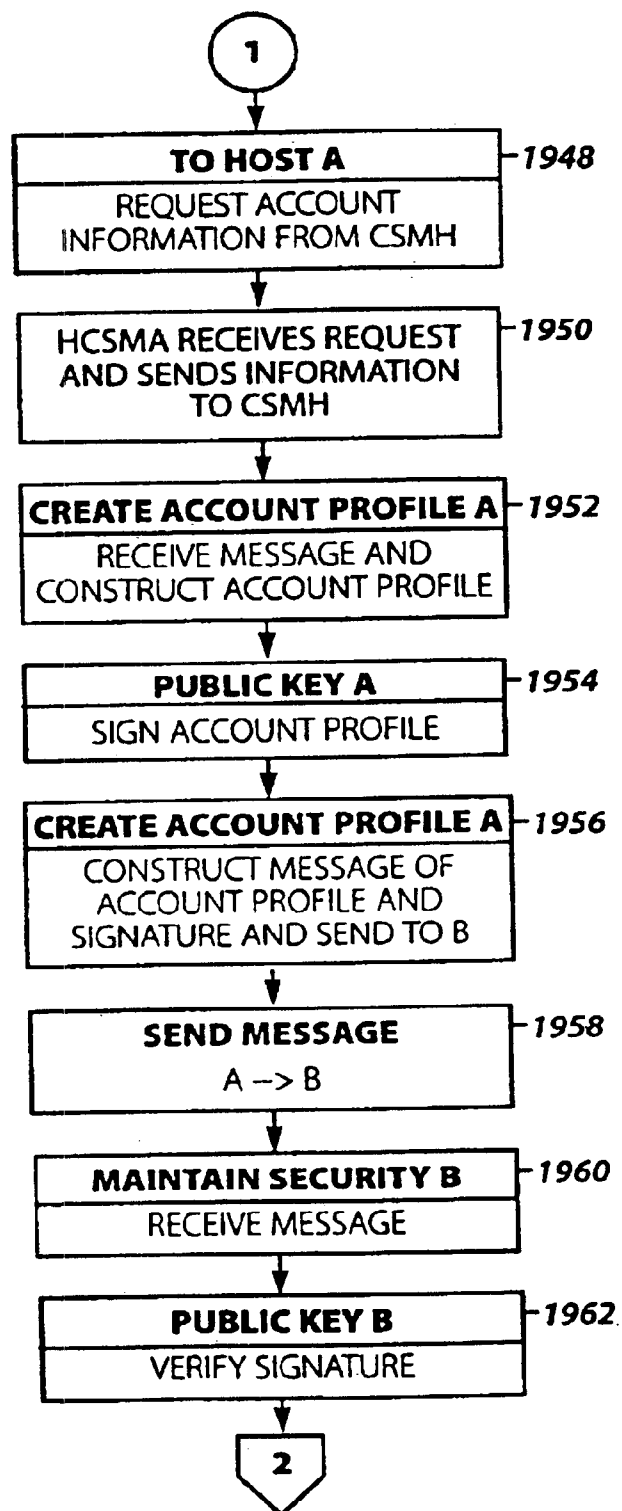 1
TO HOST A
1948
REQUEST ACCOUNT
INFORMATION FROM CSMH
HCSMA RECEIVES REQUEST
1950
AND SENDS INFORMATION
TO CSMH
CREATE ACCOUNT PROFILE A
1952
RECEIVE MESSAGE AND
CONSTRUCT ACCOUNT PROFILE
PUBLIC KEY A
1954
SIGN ACCOUNT PROFILE
CREATE ACCOUNT PROFILE A
1956
CONSTRUCT MESSAGE OF
ACCOUNT PROFILE AND
SIGNATURE AND SEND TO B
SEND MESSAGE
1958
A --> B
MAINTAIN SECURITY B
1960
RECEIVE MESSAGE
PUBLIC KEY B
1962
VERIFY SIGNATURE
2